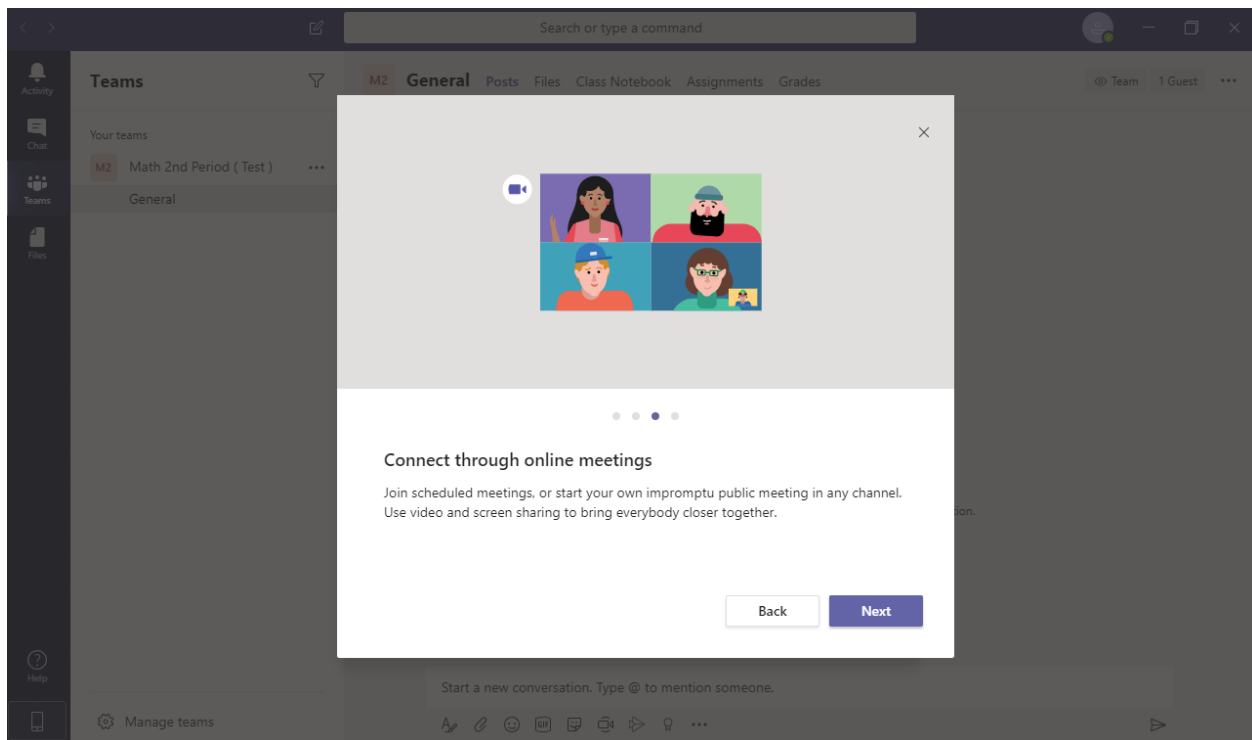 Search or type a command
Activity
Teams
M2 General Posts Files Class Notebook Assignments Grades
Team 1 Guest
Chat
Your teams
M2 Math 2nd Period ( Test )
Teams
General
Files
Connect through online meetings
Join scheduled meetings, or start your own impromptu public meeting in any channel.
Use video and screen sharing to bring everybody closer together.
Back Next
Help
Start a new conversation. Type @ to mention someone.
Manage teams
GIF